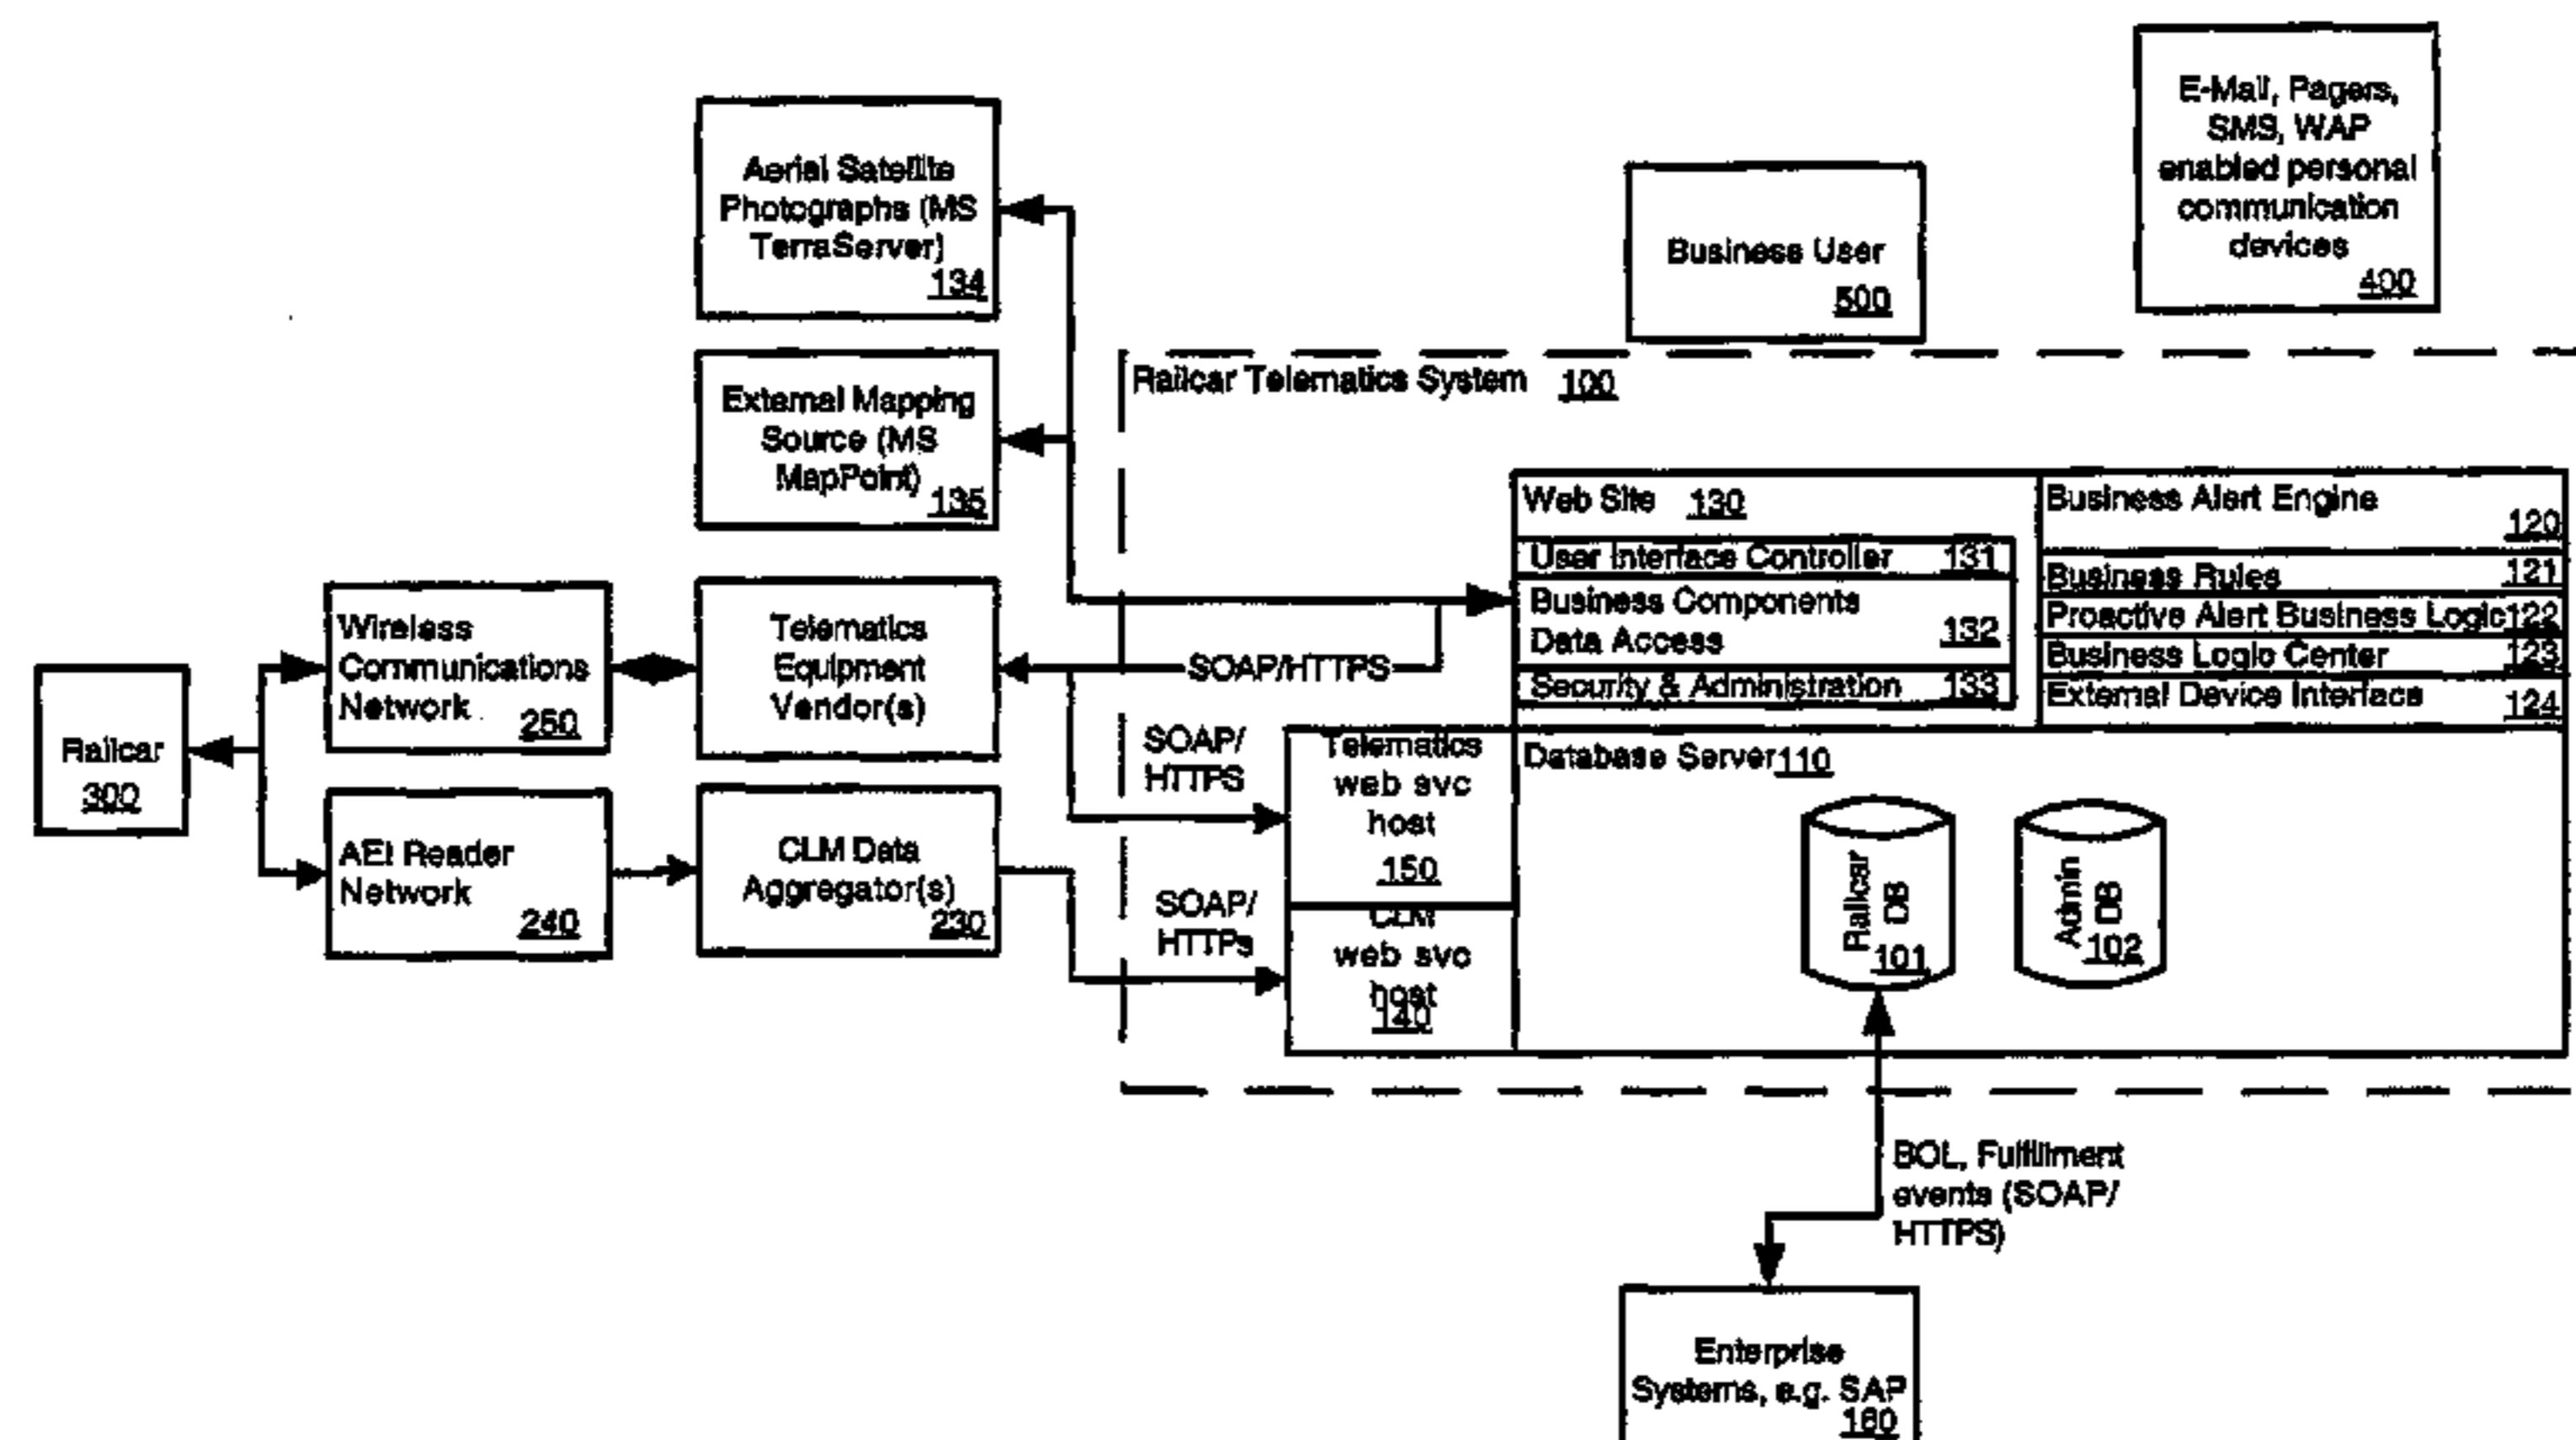 E-Mail, Pagers,
SMS, WAP
enabled personal
communication
devices
400
Aerial Satellite
Photographs (MS
TerraServer)
134
Business User
500
External Mapping
Source (MS
MapPoint)
135
Railcar Telematics System 100
Web Site 130
User Interface Controller 131
Business Components
Data Access 132
Security & Administration 133
Business Alert Engine
120
Business Rules 121
Proactive Alert Business Logic 122
Business Logic Center 123
External Device Interface 124
Wireless
Communications
Network
250
Telematics
Equipment
Vendor(s)
SOAP/HTTPS
Railcar
300
SOAP/
HTTPS
Telematics
web svc
host
150
Database Server 110
AEI Reader
Network
240
CLM Data
Aggregator(s)
230
SOAP/
HTTPs
CLM
web svc
host
140
Railcar
DB
101
Admin
DB
102
BOL, Fulfillment
events (SOAP/
HTTPS)
Enterprise
Systems, e.g. SAP
160